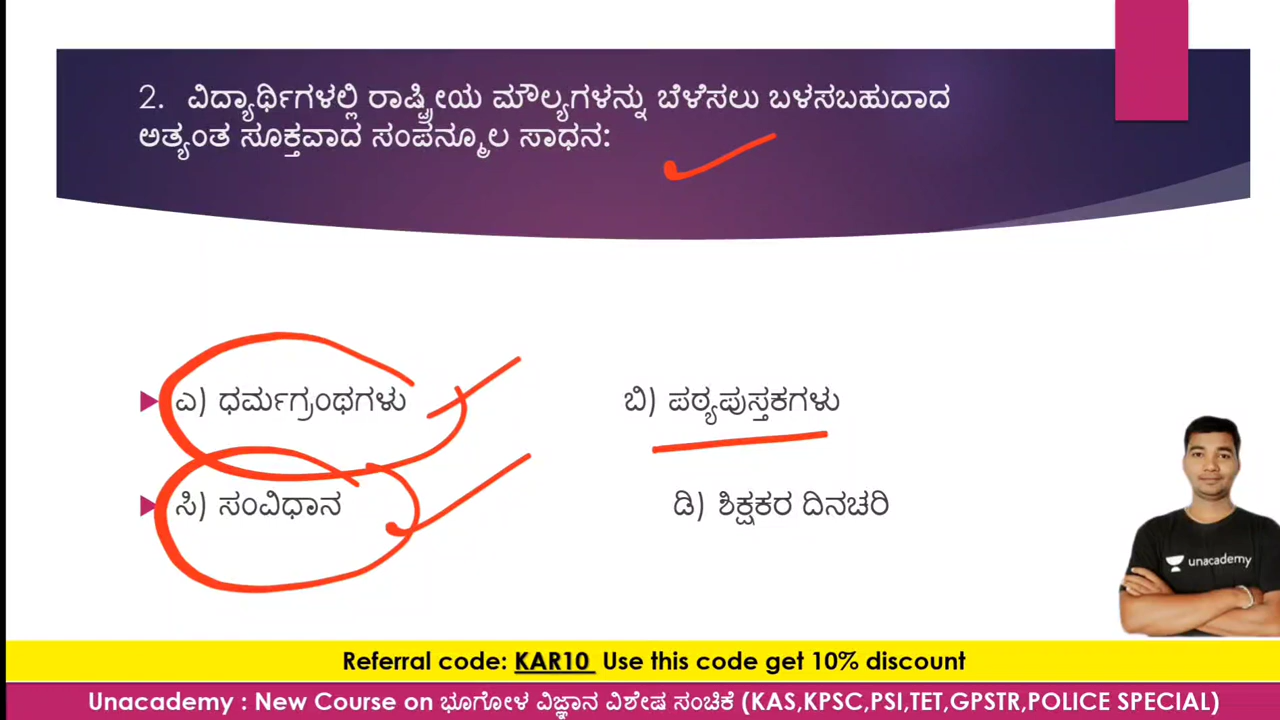 2. ವಿದ್ಯಾರ್ಥಿಗಳಲ್ಲಿ ರಾಷ್ಟ್ರೀಯ ಮೌಲ್ಯಗಳನ್ನು ಬೆಳೆಸಲು ಬಳಸಬಹುದಾದ
ಅತ್ಯಂತ ಸೂಕ್ತವಾದ ಸಂಪನ್ಮೂಲ ಸಾಧನ:
ಎ) ಧರ್ಮಗ್ರಂಥಗಳು
ಬಿ) ಪಠ್ಯಪುಸ್ತಕಗಳು
ಸಿ) ಸಂವಿಧಾನ
ಡಿ) ಶಿಕ್ಷಕರ ದಿನಚರಿ
unacademy
Referral code: KAR10 Use this code get 10% discount
Unacademy : New Course on ಭೂಗೋಳ ವಿಜ್ಞಾನ ವಿಶೇಷ ಸಂಚಿಕೆ (KAS,KPSC,PSI,TET,GPSTR,POLICE SPECIAL)